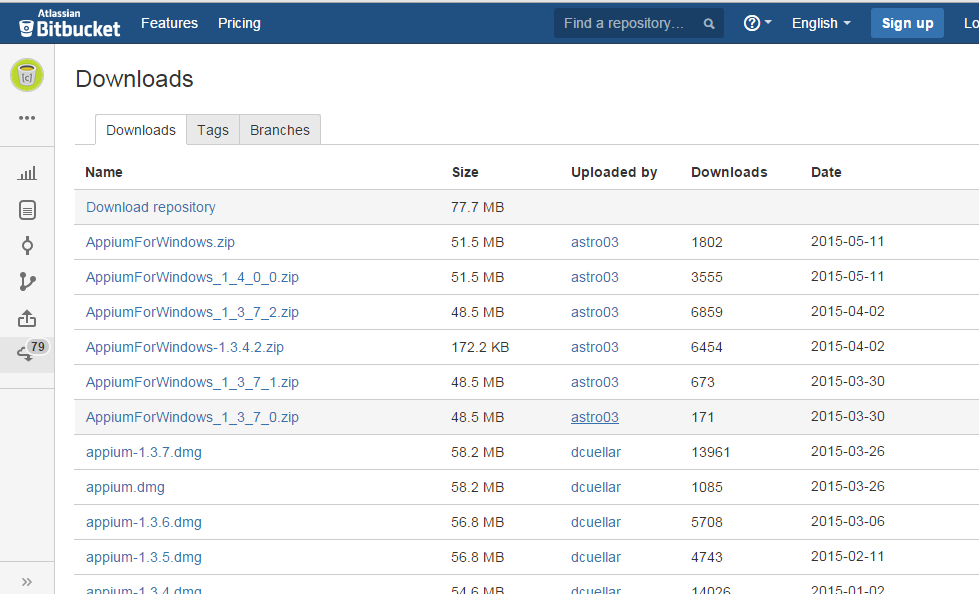 Atlassian
Bitbucket Features Pricing Find a repository... English Sign up Lo
Downloads
Downloads Tags Branches
Name Size Uploaded by Downloads Date
Download repository 77.7 MB
AppiumForWindows.zip 51.5 MB astro03 1802 2015-05-11
AppiumForWindows_1_4_0_0.zip 51.5 MB astro03 3555 2015-05-11
AppiumForWindows_1_3_7_2.zip 48.5 MB astro03 6859 2015-04-02
79 AppiumForWindows-1.3.4.2.zip 172.2 KB astro03 6454 2015-04-02
AppiumForWindows_1_3_7_1.zip 48.5 MB astro03 673 2015-03-30
AppiumForWindows_1_3_7_0.zip 48.5 MB astro03 171 2015-03-30
appium-1.3.7.dmg 58.2 MB dcuellar 13961 2015-03-26
appium.dmg 58.2 MB dcuellar 1085 2015-03-26
appium-1.3.6.dmg 56.8 MB dcuellar 5708 2015-03-06
appium-1.3.5.dmg 56.8 MB dcuellar 4743 2015-02-11
appium-1.3.4.dmg 54.6 MB dcuellar 14026 2015-01-02